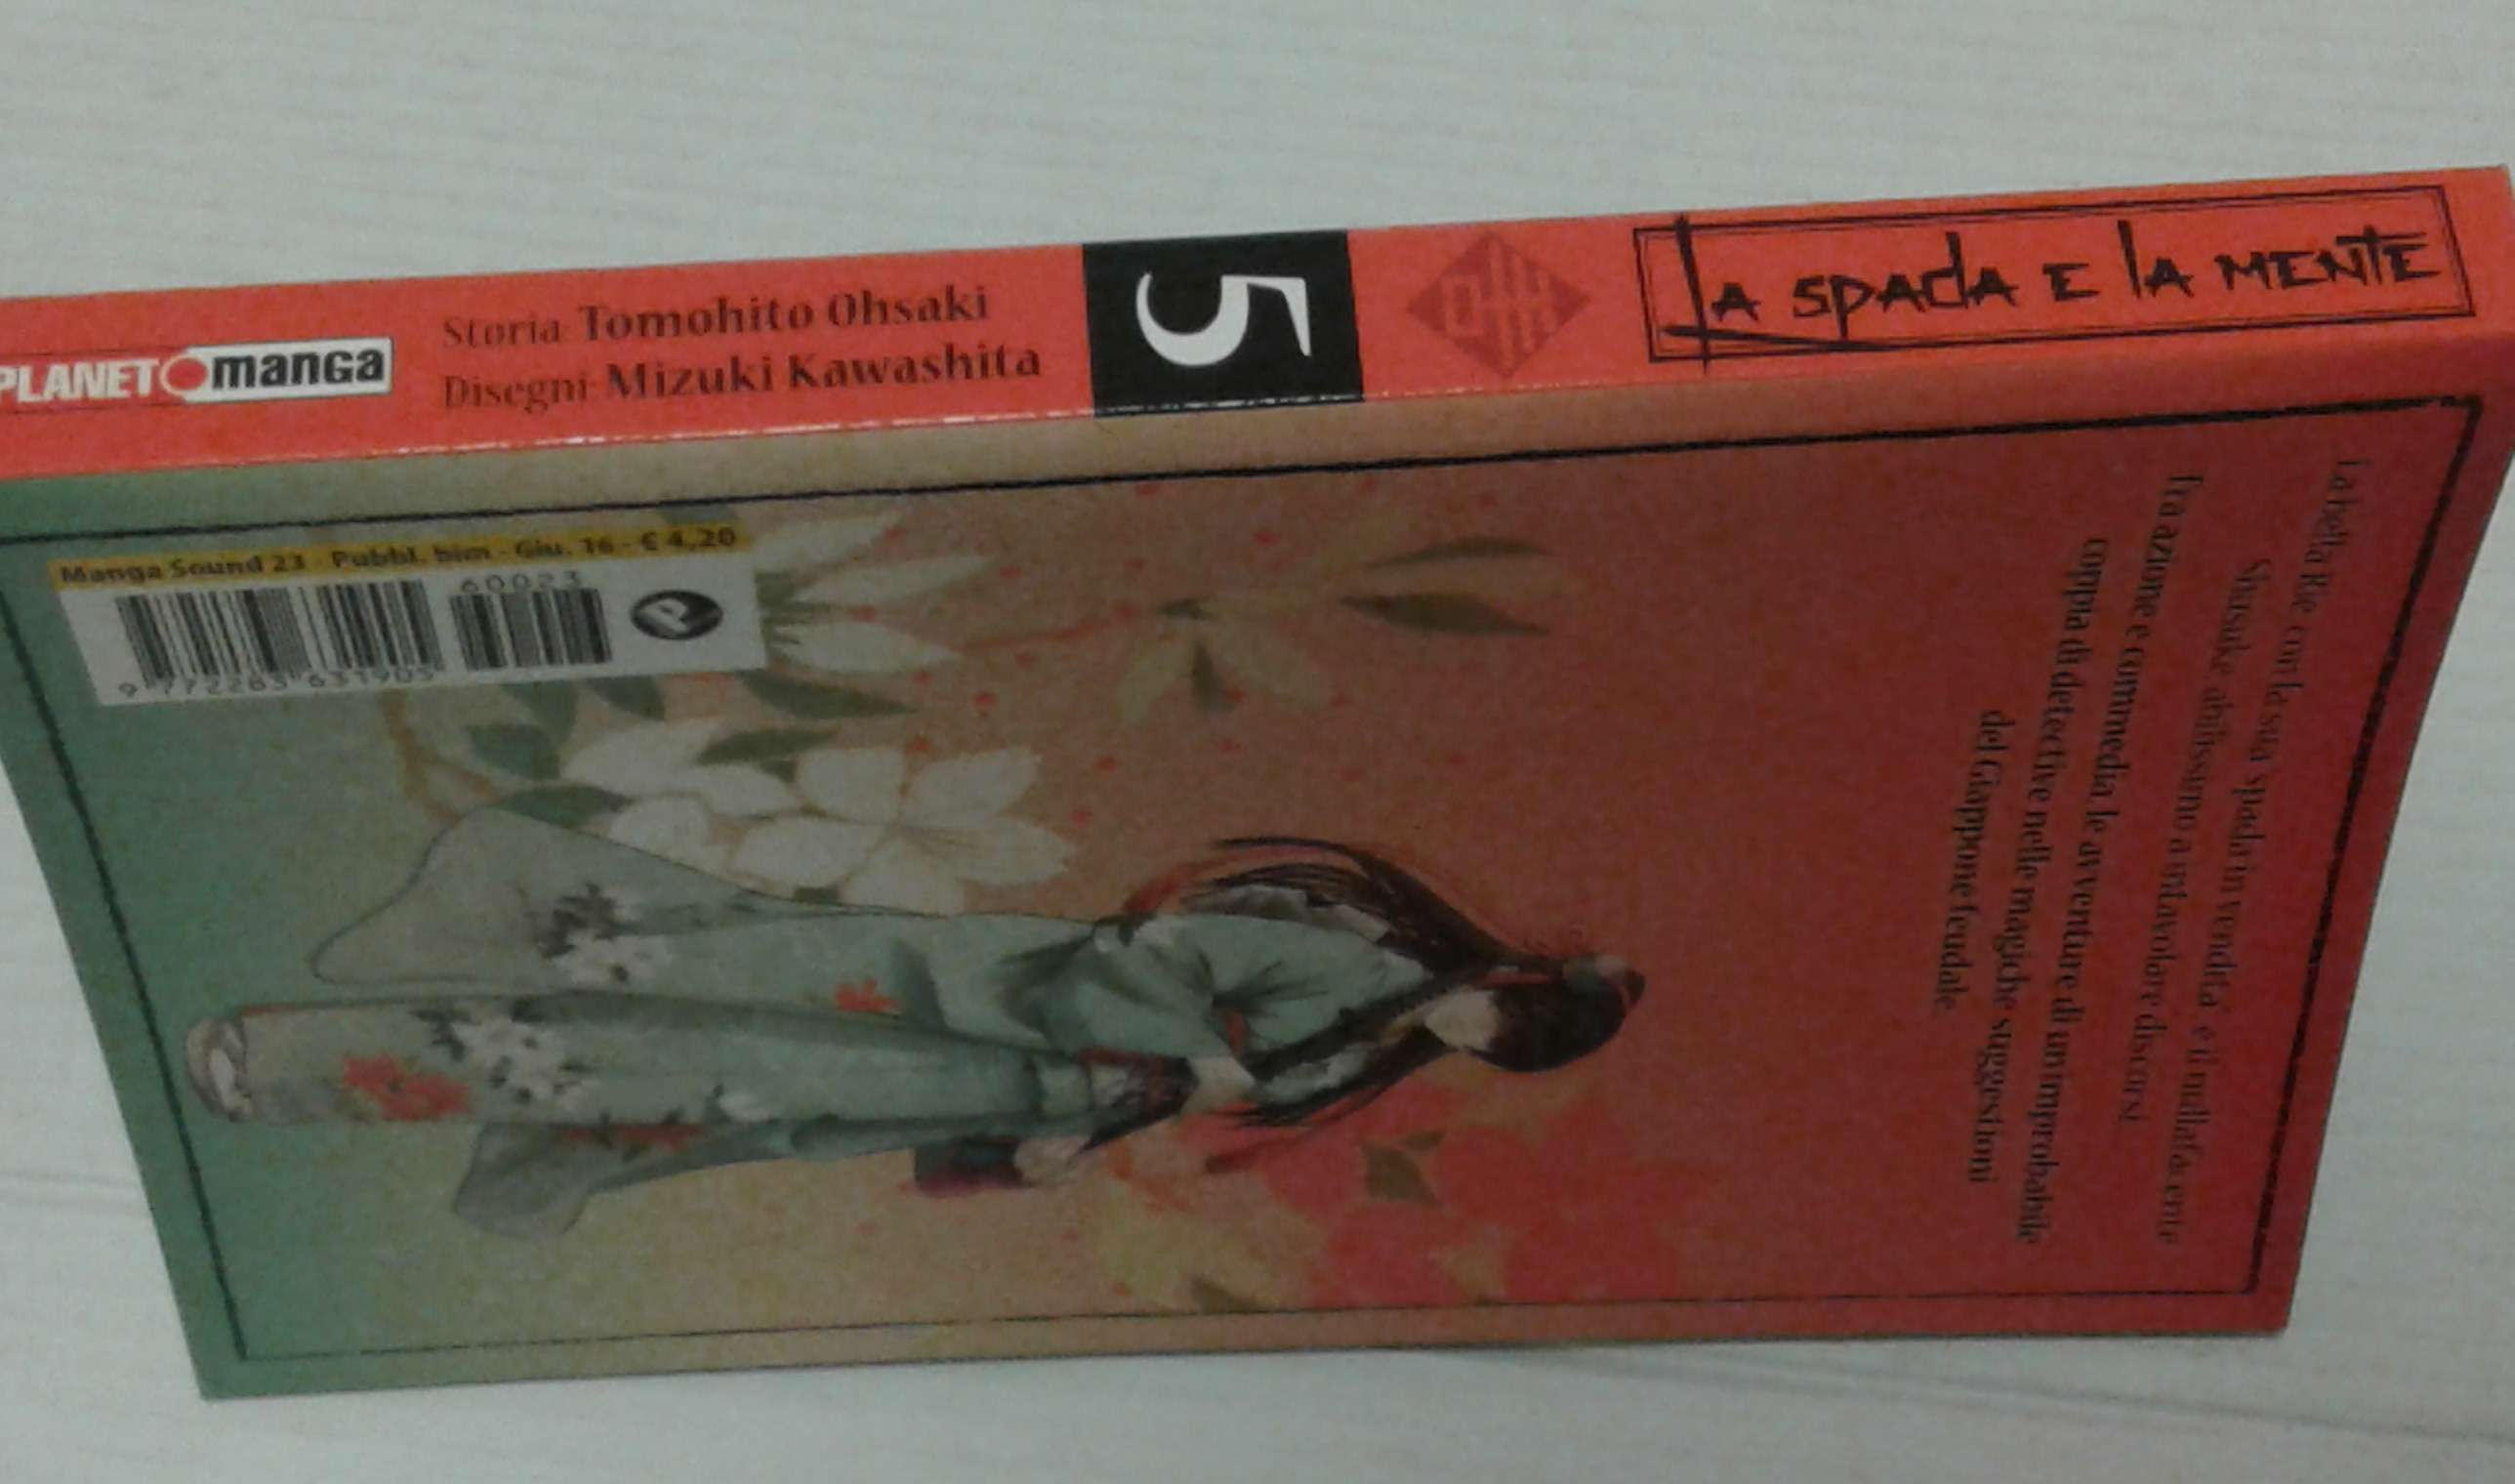 La spada e la mente
5
Storia: Tomohito Ohsaki
Disegni: Mizuki Kawashita
PLANET manga
La bella Rie con la sua 'spada in vendita' e il nullafacente
Shusuke, abilissimo a intavolare discorsi.
Tra azione e commedia le avventure di un'improbabile
coppia di detective nelle magiche suggestioni
del Giappone feudale.
Manga Sound 23 - Pubbl. bim - Giu. 16 - € 4,20
60023
9 772283 631905